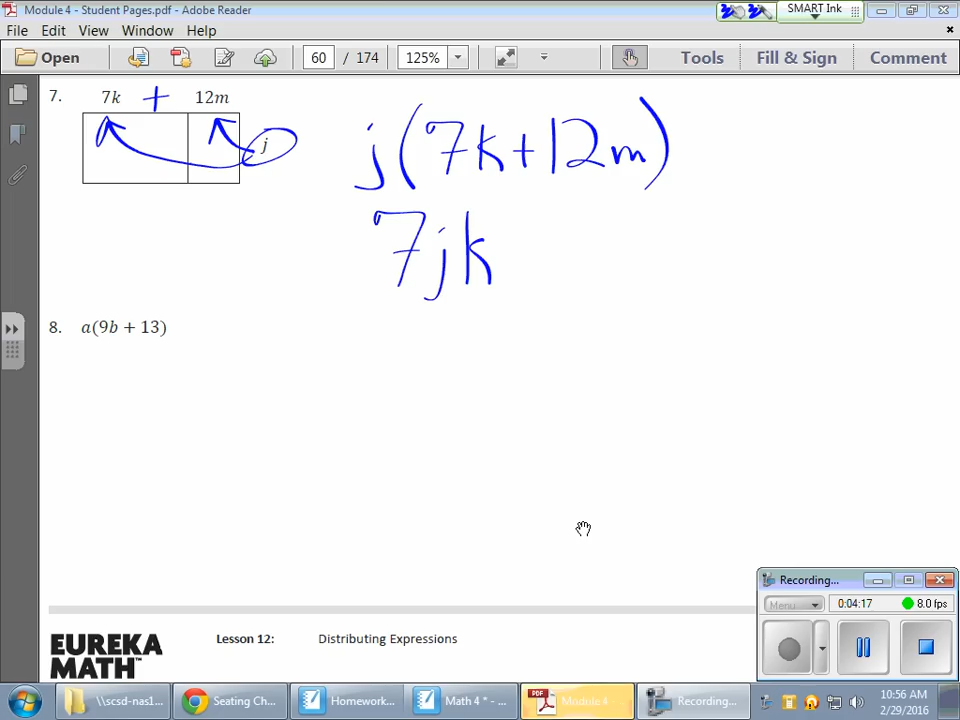 Module 4 - Student Pages.pdf - Adobe Reader
SMART Ink
File Edit View Window Help
Open 60 / 174 125% Tools Fill & Sign Comment
7. 7k + 12m
j
j(7k+12m)
7jk
8. a(9b + 13)
Recording...
Menu 0:04:17 8.0 fps
EUREKA MATH™
Lesson 12: Distributing Expressions
\\scsd-nas1... Seating Ch... Homework... Math 4 * - ... Module 4 Recording...
10:56 AM
2/29/2016